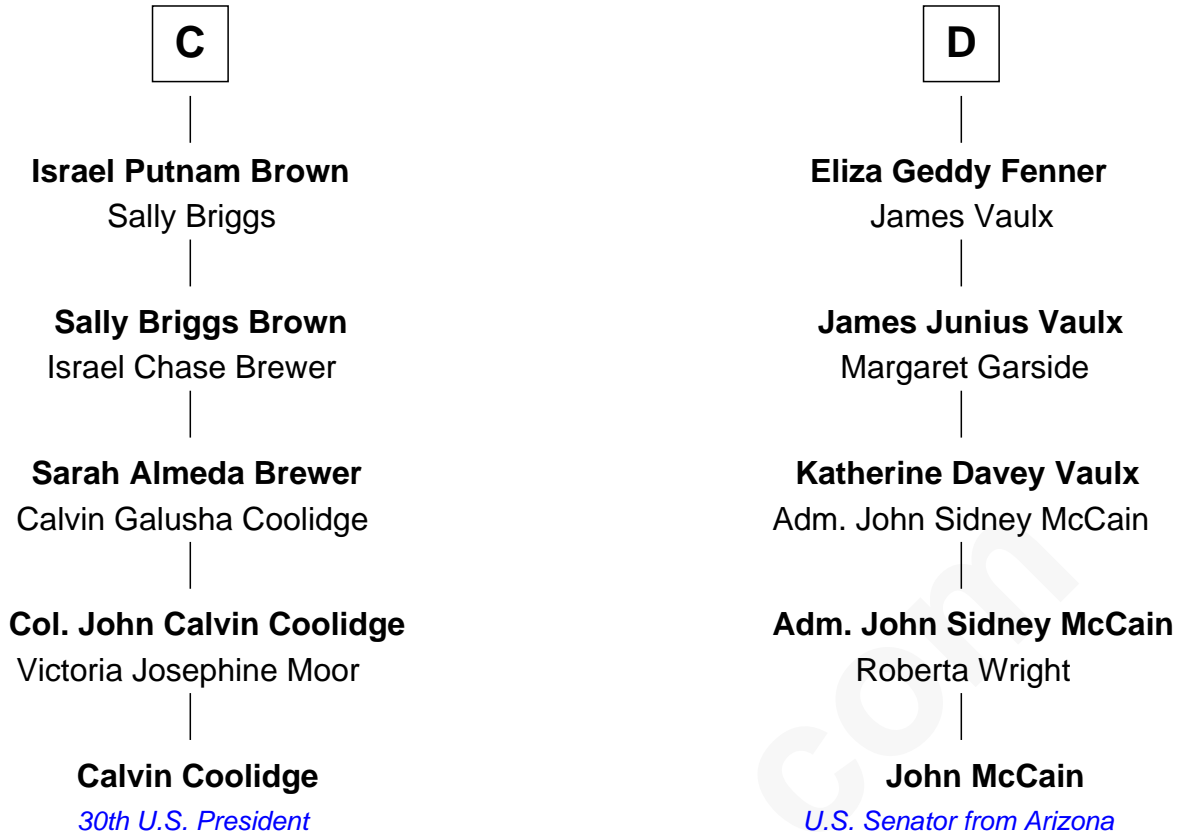 C
Israel Putnam Brown
Sally Briggs
Sally Briggs Brown
Israel Chase Brewer
Sarah Almeda Brewer
Calvin Galusha Coolidge
Col. John Calvin Coolidge
Victoria Josephine Moor
Calvin Coolidge
30th U.S. President
D
Eliza Geddy Fenner
James Vaulx
James Junius Vaulx
Margaret Garside
Katherine Davey Vaulx
Adm. John Sidney McCain
Adm. John Sidney McCain
Roberta Wright
John McCain
U.S. Senator from Arizona
com